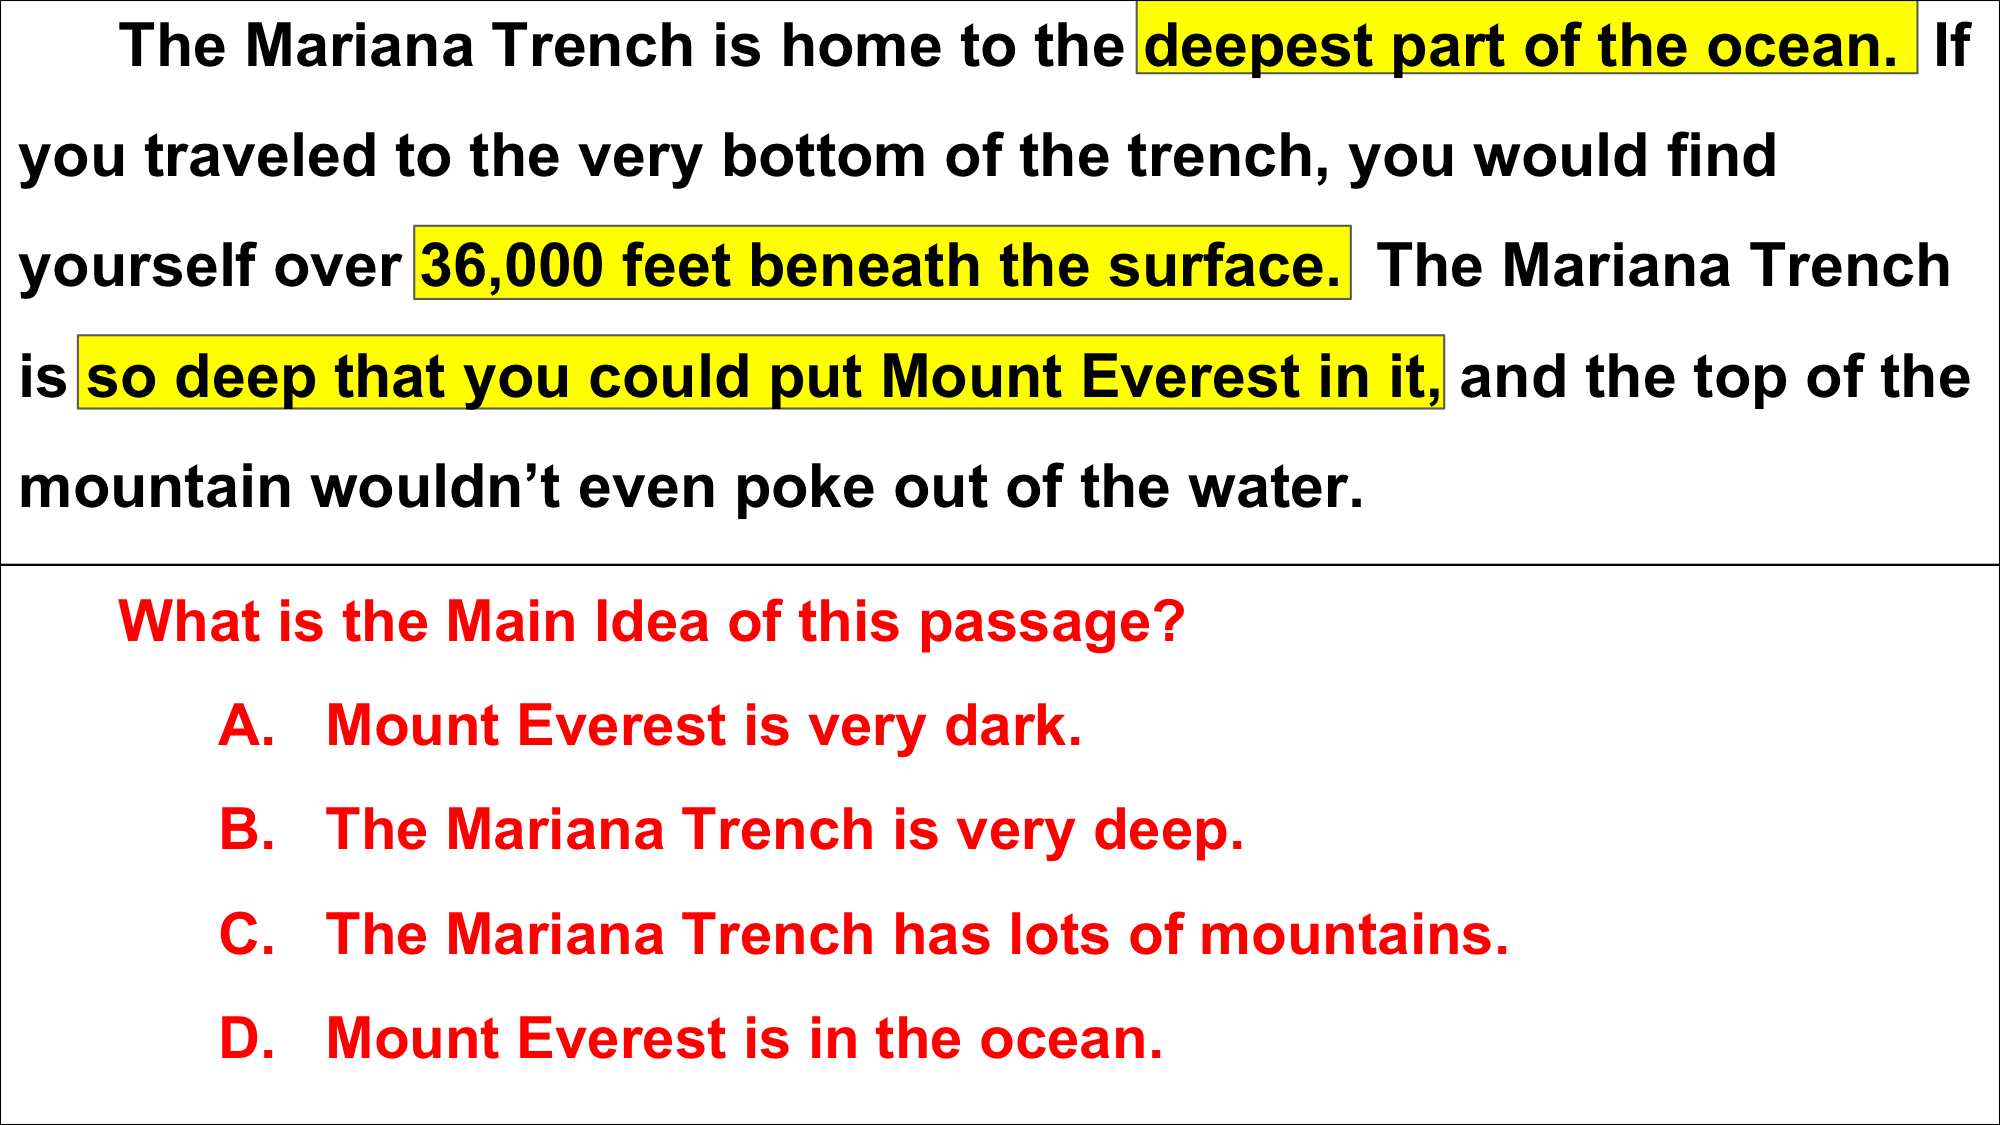 The Mariana Trench is home to the deepest part of the ocean. If
you traveled to the very bottom of the trench, you would find
yourself over 36,000 feet beneath the surface. The Mariana Trench
is so deep that you could put Mount Everest in it, and the top of the
mountain wouldn’t even poke out of the water.
What is the Main Idea of this passage?
A. Mount Everest is very dark.
B. The Mariana Trench is very deep.
C. The Mariana Trench has lots of mountains.
D. Mount Everest is in the ocean.